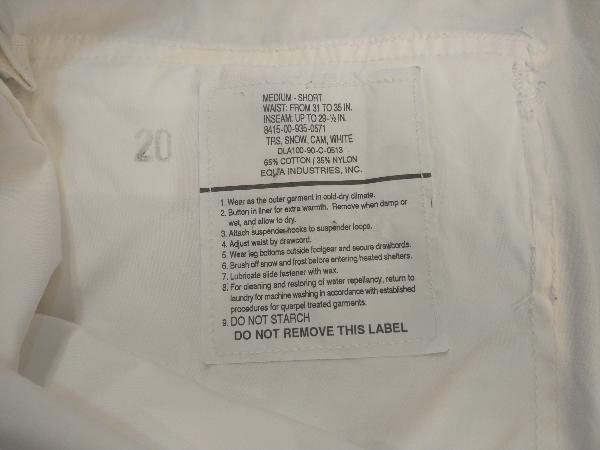 20
MEDIUM - SHORT
WAIST: FROM 31 TO 35 IN.
INSEAM: UP TO 29-½ IN.
8415-00-935-0571
TRS, SNOW, CAM, WHITE
DLA100-90-C-0513
65% COTTON / 35% NYLON
EQUA INDUSTRIES, INC.
1. Wear as the outer garment in cold-dry climate.
2. Button in liner for extra warmth. Remove when damp or
wet, and allow to dry.
3. Attach suspender-hooks to suspender loops.
4. Adjust waist by drawcord.
5. Wear leg bottoms outside footgear and secure drawcords.
6. Brush off snow and frost before entering heated shelters.
7. Lubricate slide fastener with wax.
8. For cleaning and restoring of water repellancy, return to
laundry for machine washing in accordance with established
procedures for quarpel treated garments.
9. DO NOT STARCH
DO NOT REMOVE THIS LABEL